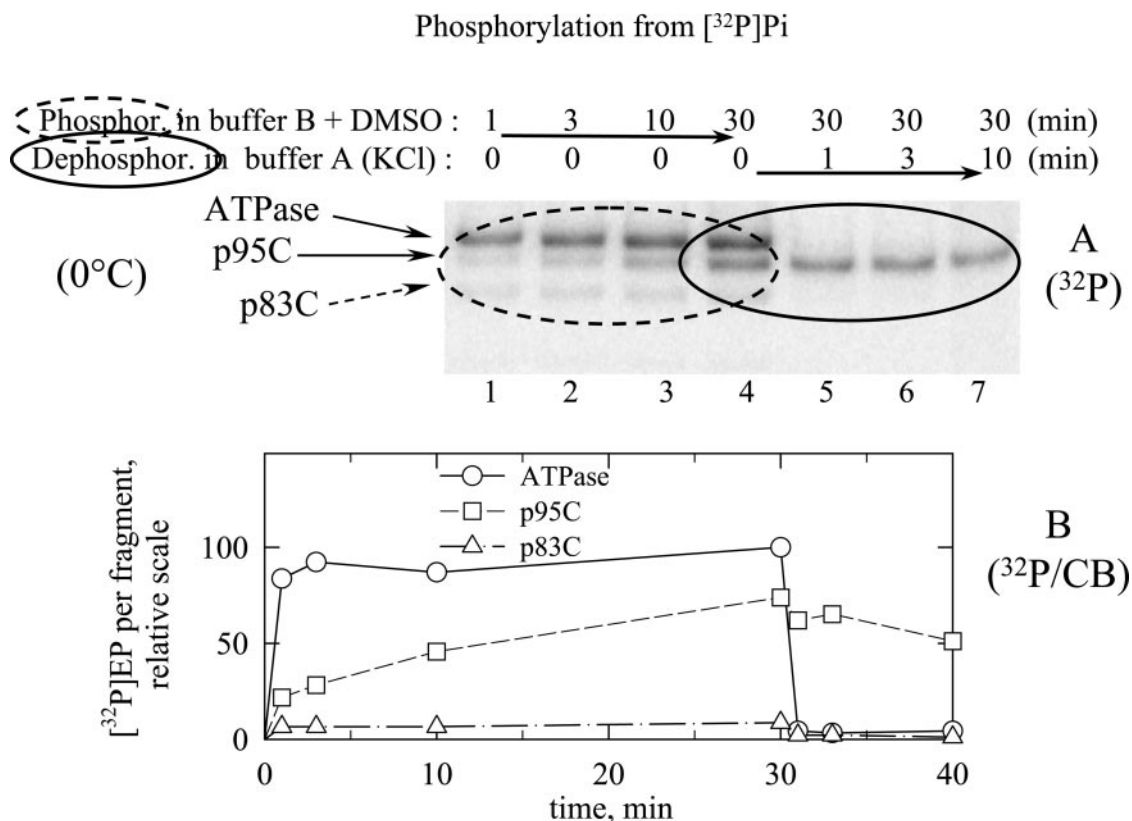 Phosphorylation from [³²P]Pi
Phosphor. in buffer B + DMSO : 1 3 10 30 30 30 30 (min)
Dephosphor. in buffer A (KCl) : 0 0 0 0 1 3 10 (min)
ATPase
p95C
p83C
(0°C)
A
(³²P)
1 2 3 4 5 6 7
[³²P]EP per fragment,
relative scale
100
50
0
ATPase
p95C
p83C
B
(³²P/CB)
0 10 20 30 40
time, min